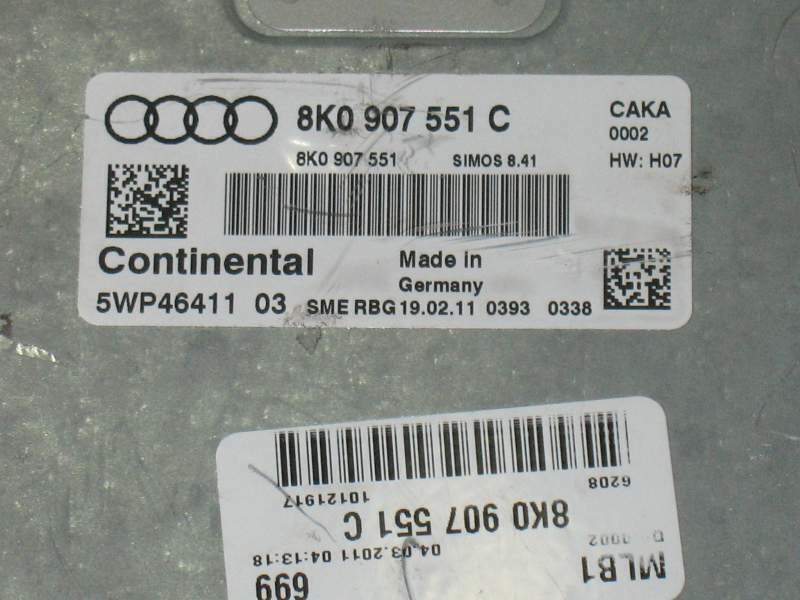 8K0 907 551 C
CAKA
0002
8K0 907 551 SIMOS 8.41
HW: H07
Continental
Made in
Germany
5WP46411 03 SME RBG 19.02.11 0393 0338
699
04.03.2011 04:13:18
MLB1
D 0002
8K0 907 551 C
10121917
6208